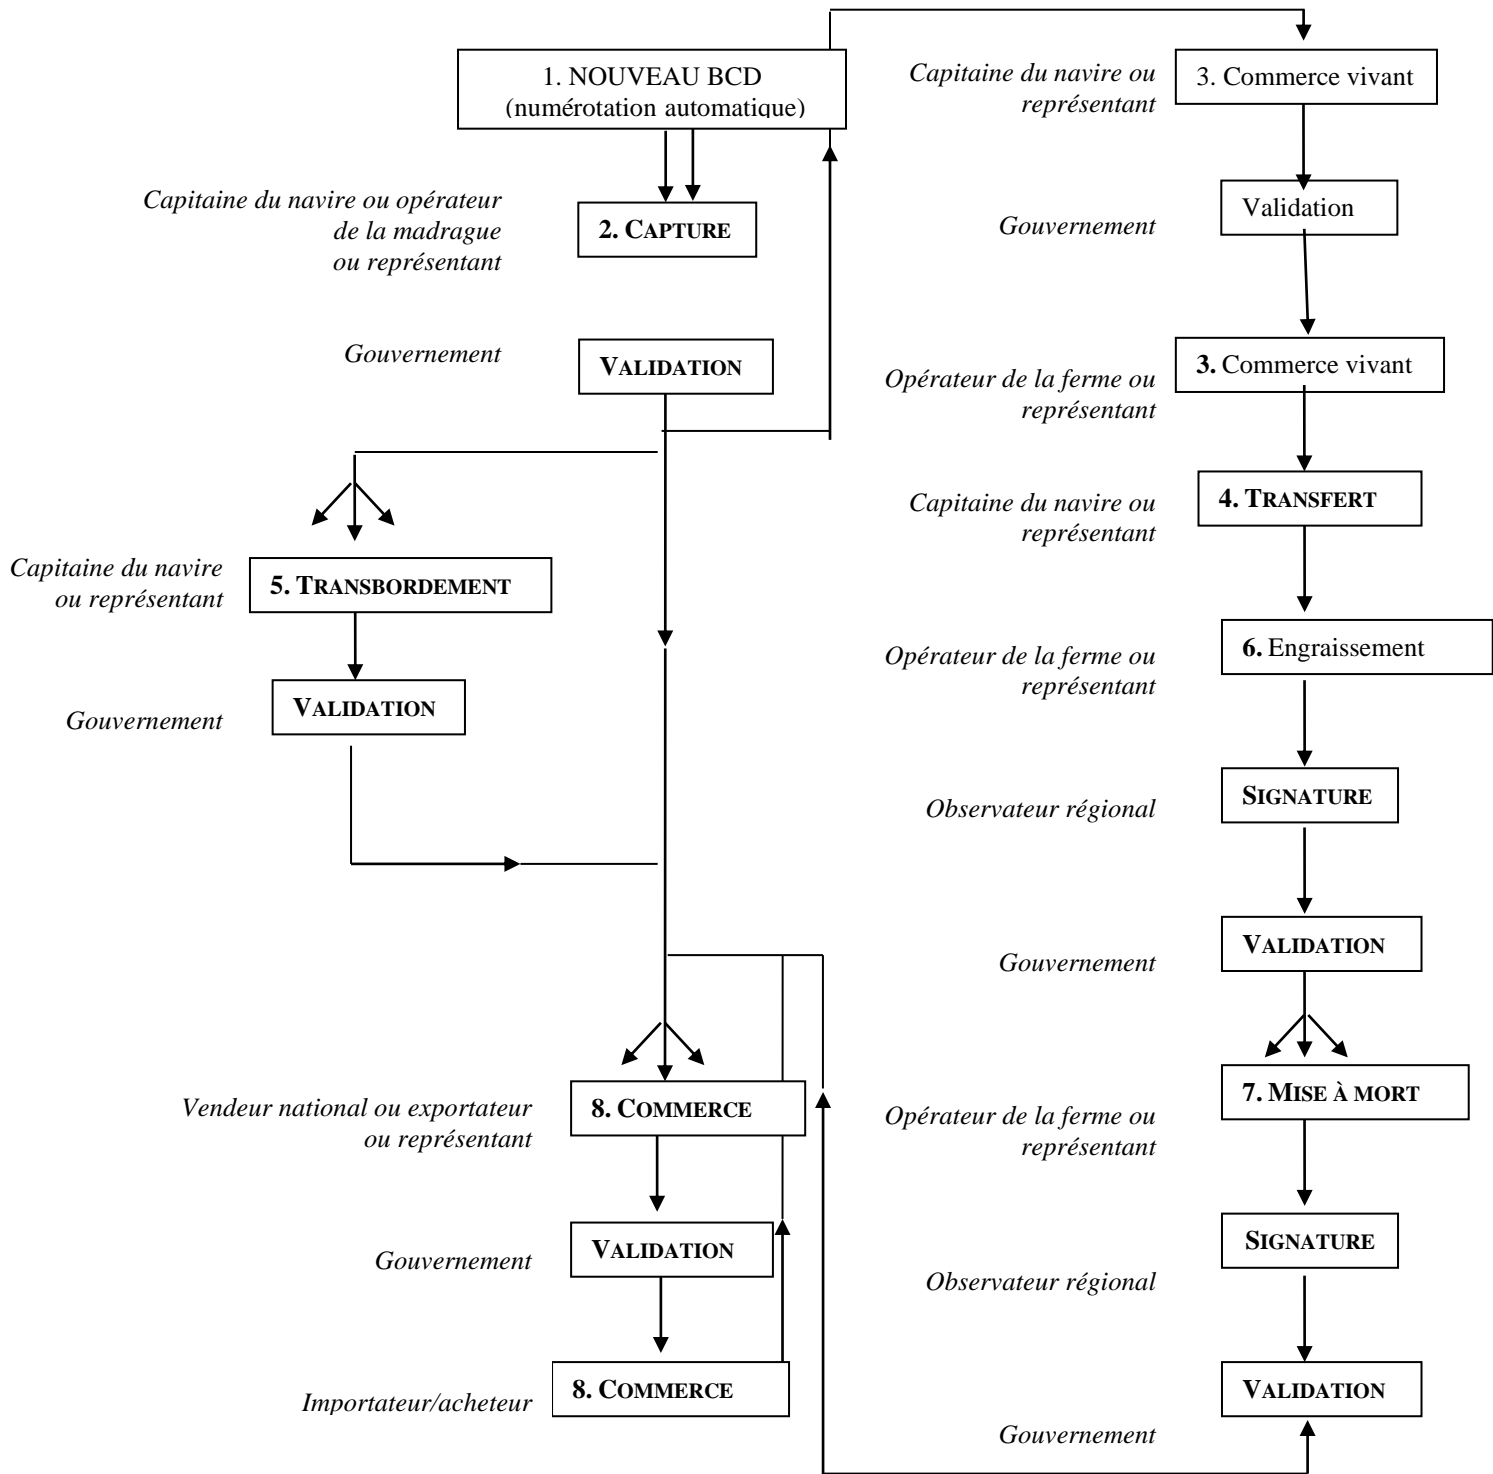 1. NOUVEAU BCD
(numérotation automatique)
Capitaine du navire ou opérateur
de la madrague
ou représentant
2. CAPTURE
Gouvernement
VALIDATION
Capitaine du navire
ou représentant
5. TRANSBORDEMENT
Gouvernement
VALIDATION
Vendeur national ou exportateur
ou représentant
8. COMMERCE
Gouvernement
VALIDATION
Importateur/acheteur
8. COMMERCE
Capitaine du navire ou
représentant
3. Commerce vivant
Gouvernement
Validation
Opérateur de la ferme ou
représentant
3. Commerce vivant
Capitaine du navire ou
représentant
4. TRANSFERT
Opérateur de la ferme ou
représentant
6. Engraissement
Observateur régional
SIGNATURE
Gouvernement
VALIDATION
Opérateur de la ferme ou
représentant
7. MISE À MORT
Observateur régional
SIGNATURE
Gouvernement
VALIDATION